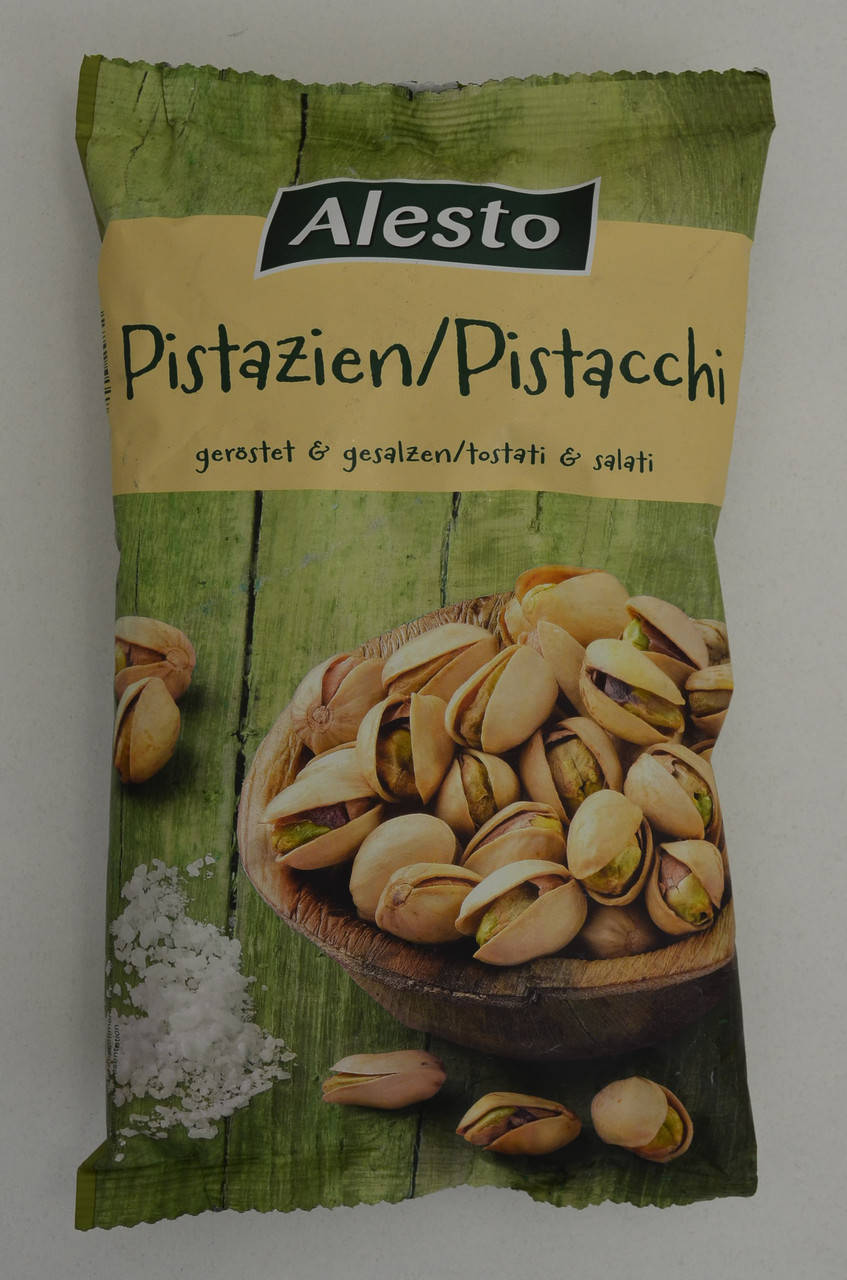 Alesto
Pistazien/Pistacchi
geröstet & gesalzen/tostati & salati